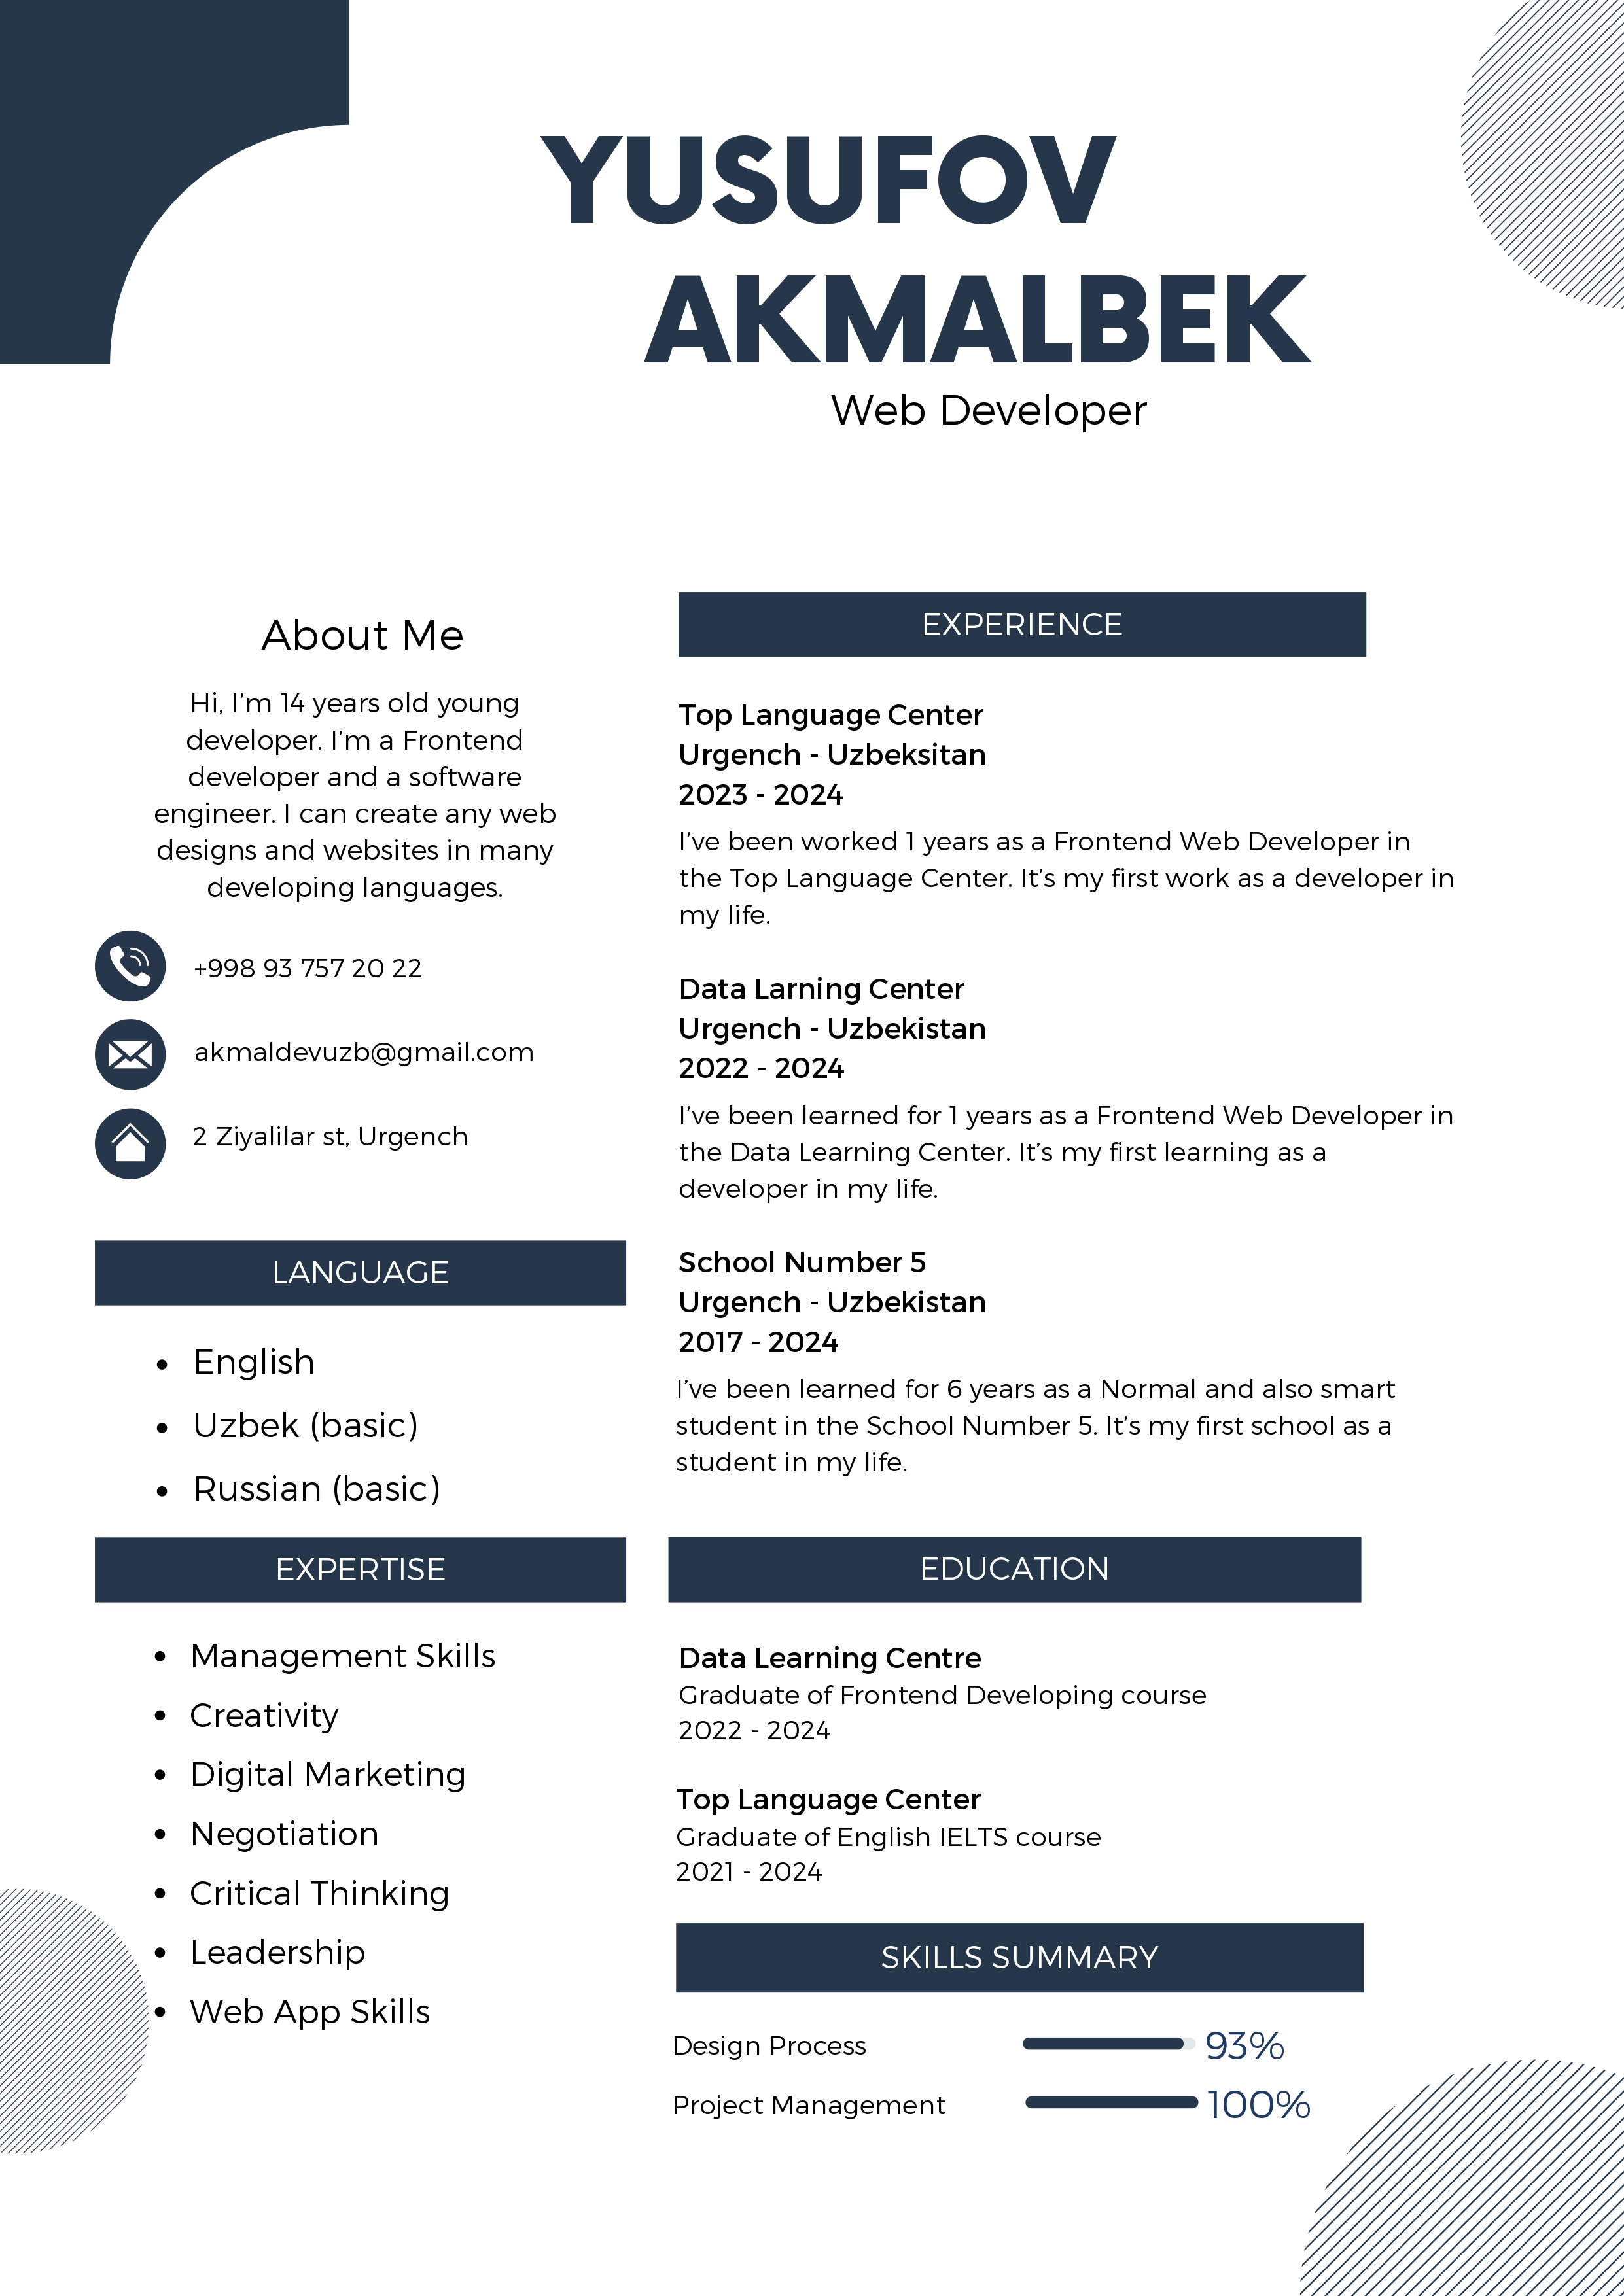 YUSUFOV
AKMALBEK
Web Developer
About Me
Hi, I’m 14 years old young
developer. I’m a Frontend
developer and a software
engineer. I can create any web
designs and websites in many
developing languages.
+998 93 757 20 22
akmaldevuzb@gmail.com
2 Ziyalilar st, Urgench
LANGUAGE
English
Uzbek (basic)
Russian (basic)
EXPERTISE
Management Skills
Creativity
Digital Marketing
Negotiation
Critical Thinking
Leadership
Web App Skills
EXPERIENCE
Top Language Center
Urgench - Uzbeksitan
2023 - 2024
I’ve been worked 1 years as a Frontend Web Developer in
the Top Language Center. It’s my first work as a developer in
my life.
Data Larning Center
Urgench - Uzbekistan
2022 - 2024
I’ve been learned for 1 years as a Frontend Web Developer in
the Data Learning Center. It’s my first learning as a
developer in my life.
School Number 5
Urgench - Uzbekistan
2017 - 2024
I’ve been learned for 6 years as a Normal and also smart
student in the School Number 5. It’s my first school as a
student in my life.
EDUCATION
Data Learning Centre
Graduate of Frontend Developing course
2022 - 2024
Top Language Center
Graduate of English IELTS course
2021 - 2024
SKILLS SUMMARY
Design Process 93%
Project Management 100%